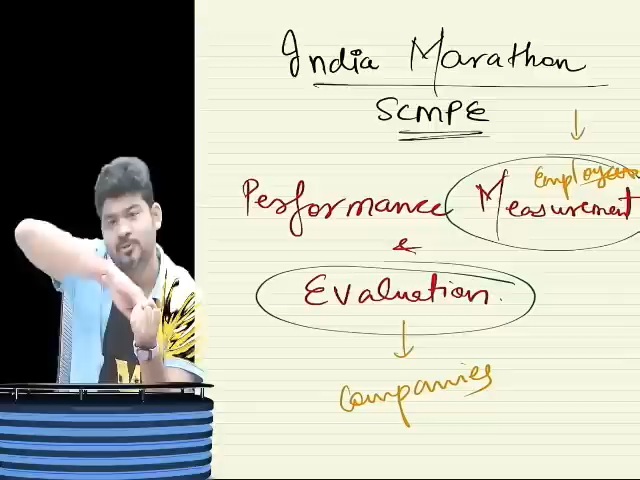 India Marathon
SCMPE
Employees
Performance Measurement
&
Evaluation.
Companies
M